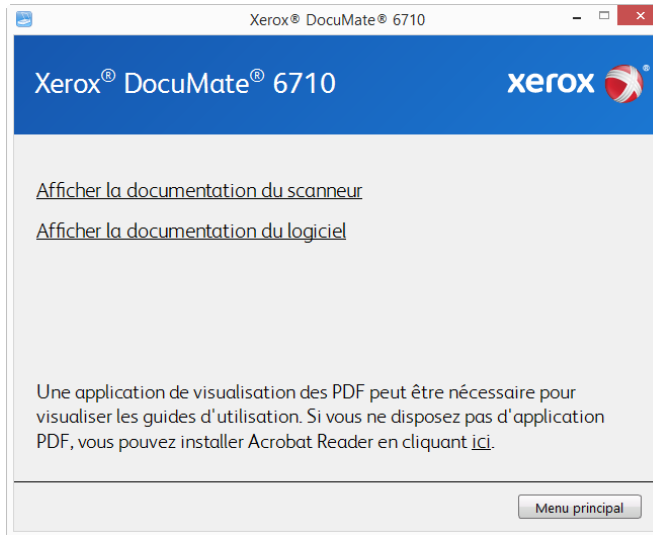 Xerox® DocuMate® 6710
Xerox® DocuMate® 6710
xerox®
Afficher la documentation du scanneur
Afficher la documentation du logiciel
Une application de visualisation des PDF peut être nécessaire pour
visualiser les guides d'utilisation. Si vous ne disposez pas d'application
PDF, vous pouvez installer Acrobat Reader en cliquant ici.
Menu principal